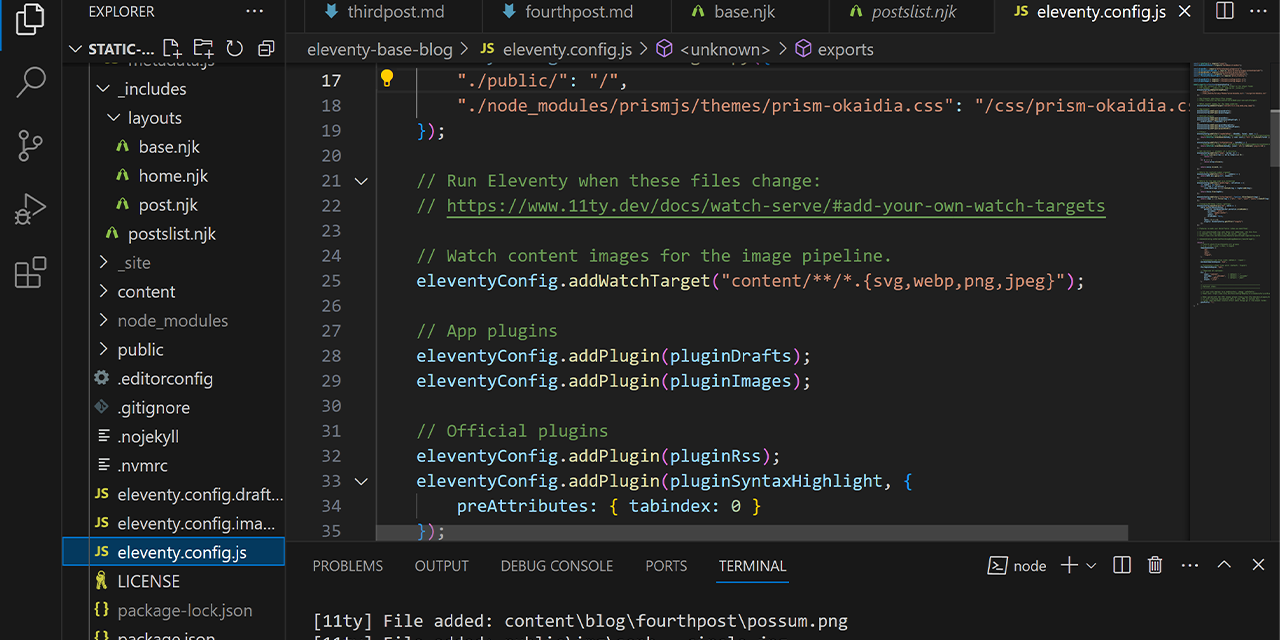 EXPLORER
thirdpost.md
fourthpost.md
base.njk
postslist.njk
JS eleventy.config.js
STATIC-...
eleventy-base-blog > JS eleventy.config.js > <unknown> > exports
metadata.js
_includes
layouts
base.njk
home.njk
post.njk
postslist.njk
_site
content
node_modules
public
.editorconfig
.gitignore
.nojekyll
.nvmrc
JS eleventy.config.draft...
JS eleventy.config.ima...
JS eleventy.config.js
LICENSE
{} package-lock.json
{} package.json
17 "./public/": "/",
18 "./node_modules/prismjs/themes/prism-okaidia.css": "/css/prism-okaidia.cs
19 });
20
21 // Run Eleventy when these files change:
22 // https://www.11ty.dev/docs/watch-serve/#add-your-own-watch-targets
23
24 // Watch content images for the image pipeline.
25 eleventyConfig.addWatchTarget("content/**/*.{svg,webp,png,jpeg}");
26
27 // App plugins
28 eleventyConfig.addPlugin(pluginDrafts);
29 eleventyConfig.addPlugin(pluginImages);
30
31 // Official plugins
32 eleventyConfig.addPlugin(pluginRss);
33 eleventyConfig.addPlugin(pluginSyntaxHighlight, {
34 preAttributes: { tabindex: 0 }
35 });
PROBLEMS OUTPUT DEBUG CONSOLE PORTS TERMINAL
node
[11ty] File added: content\blog\fourthpost\possum.png